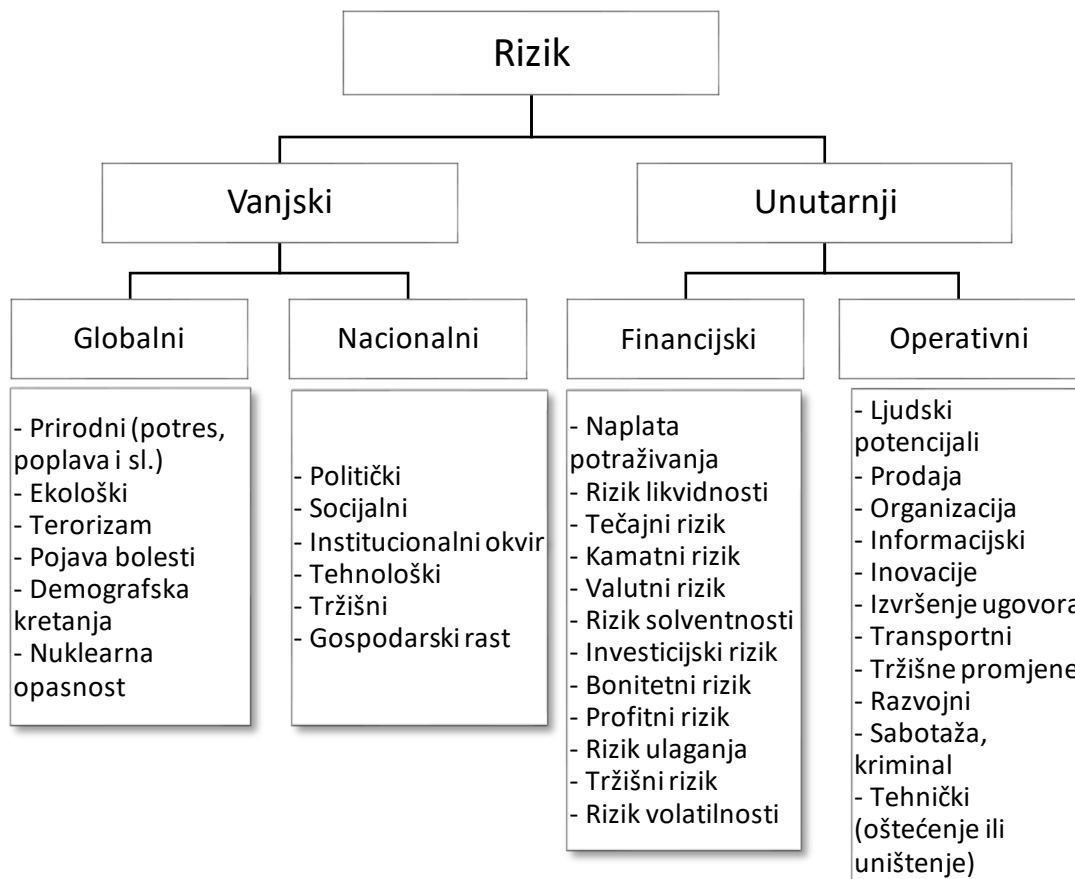 Rizik
Vanjski
Unutarnji
Globalni
Nacionalni
Financijski
Operativni
- Prirodni (potres,
poplava i sl.)
- Ekološki
- Terorizam
- Pojava bolesti
- Demografska
kretanja
- Nuklearna
opasnost
- Politički
- Socijalni
- Institucionalni okvir
- Tehnološki
- Tržišni
- Gospodarski rast
- Naplata
potraživanja
- Rizik likvidnosti
- Tečajni rizik
- Kamatni rizik
- Valutni rizik
- Rizik solventnosti
- Investicijski rizik
- Bonitetni rizik
- Profitni rizik
- Rizik ulaganja
- Tržišni rizik
- Rizik volatilnosti
- Ljudski
potencijali
- Prodaja
- Organizacija
- Informacijski
- Inovacije
- Izvršenje ugovora
- Transportni
- Tržišne promjene
- Razvojni
- Sabotaža,
kriminal
- Tehnički
(oštećenje ili
uništenje)